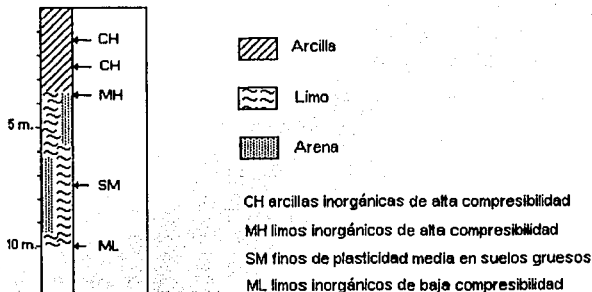 CH
CH
MH
5 m.
SM
10 m.
ML
Arcilla
Limo
Arena
CH arcillas inorgánicas de alta compresibilidad
MH limos inorgánicos de alta compresibilidad
SM finos de plasticidad media en suelos gruesos
ML limos inorgánicos de baja compresibilidad